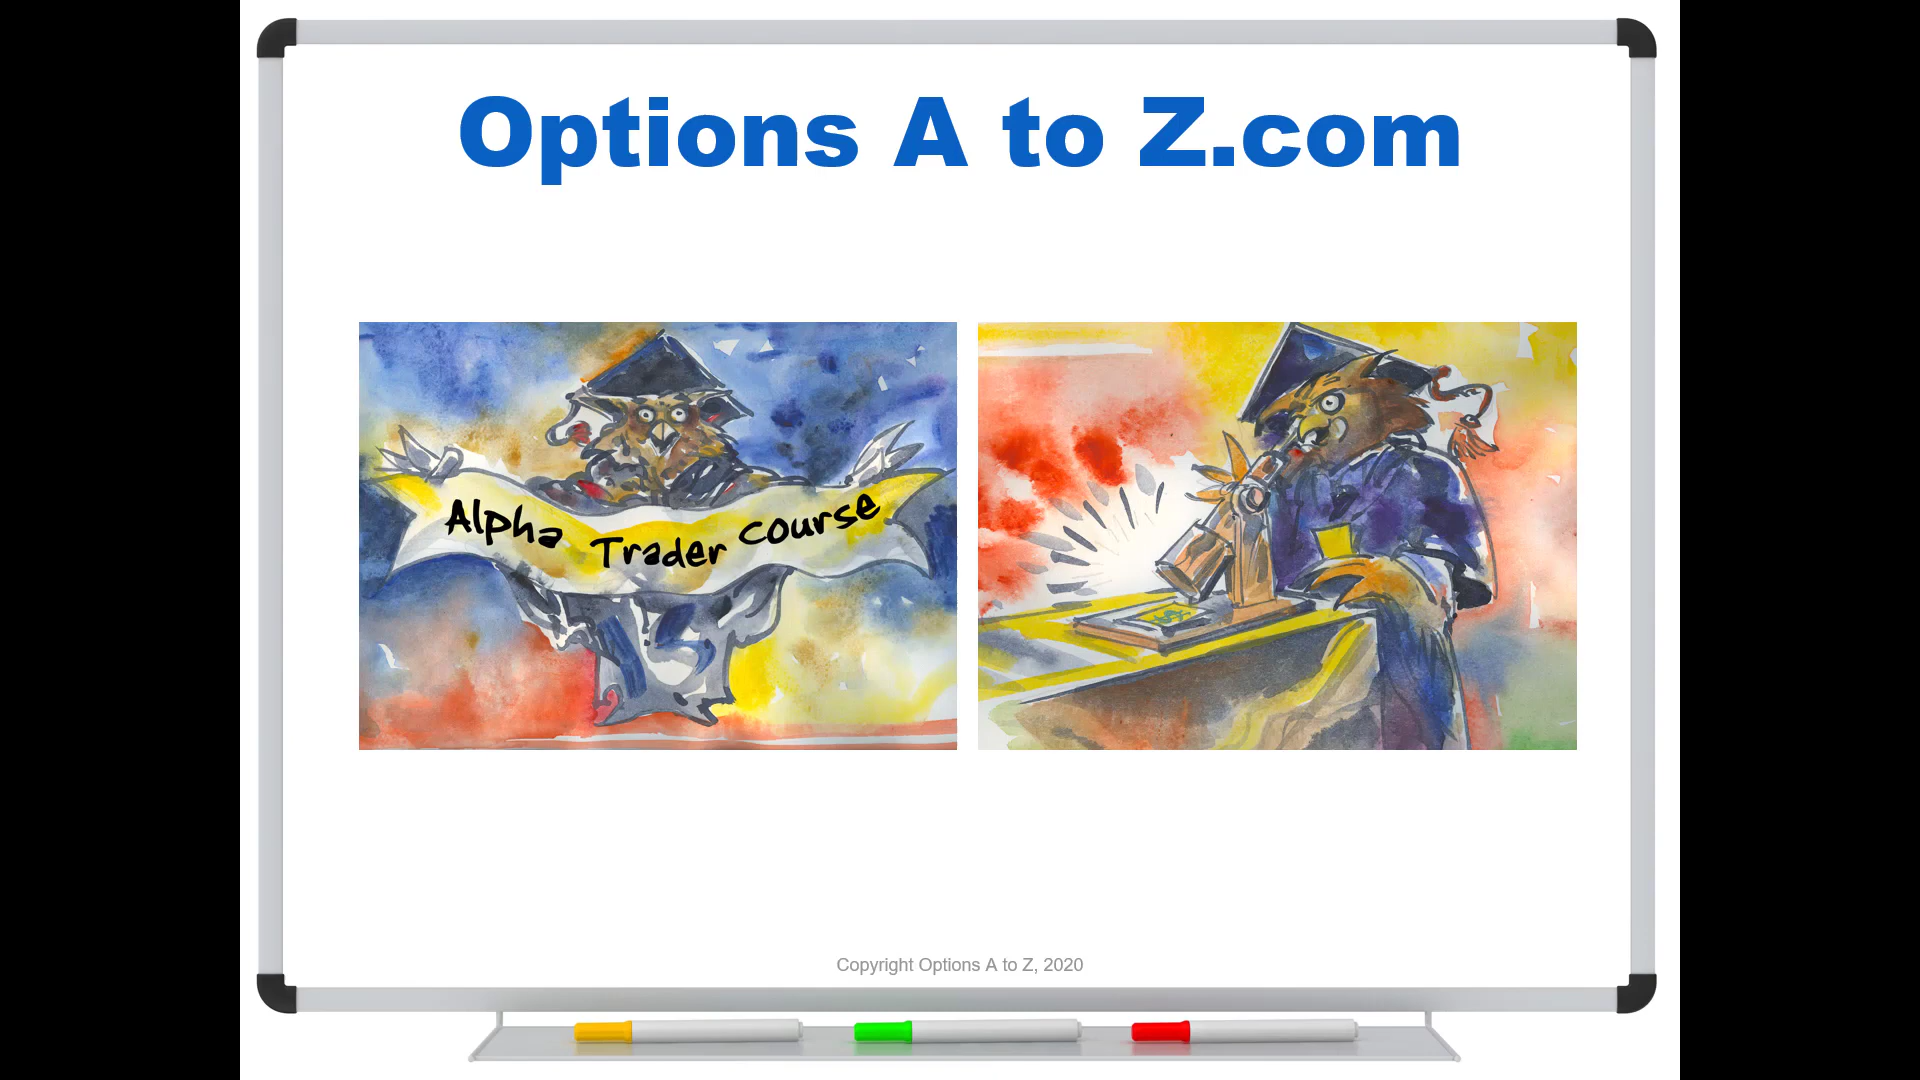 Options A to Z.com
Alpha Trader Course
$
Copyright Options A to Z, 2020